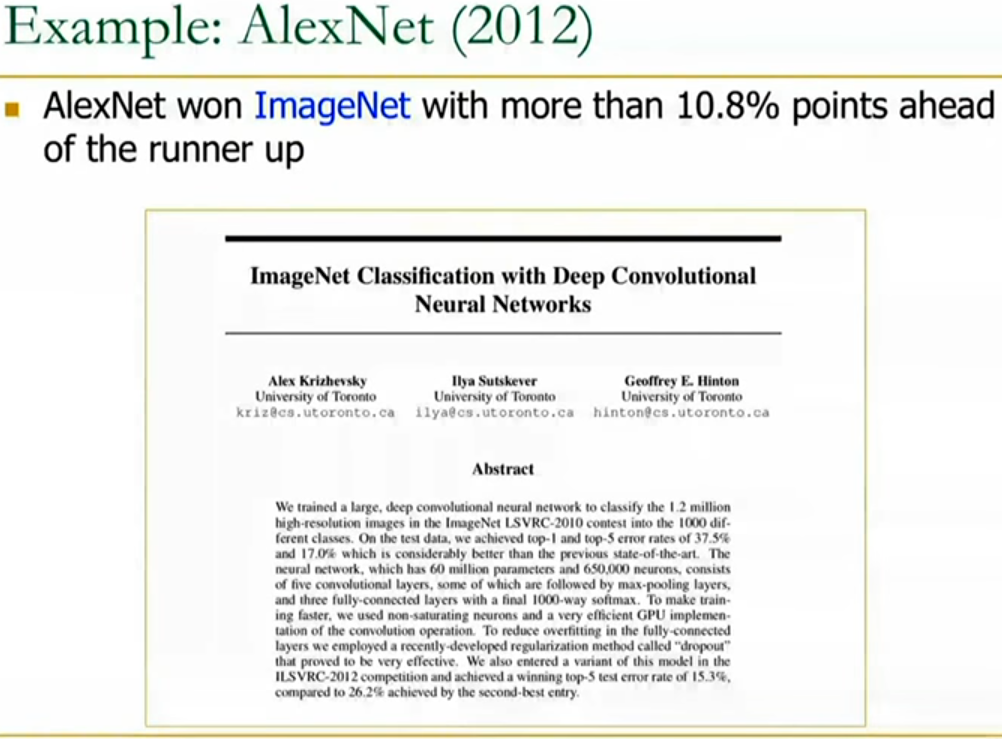 Example: AlexNet (2012)
AlexNet won ImageNet with more than 10.8% points ahead
of the runner up
ImageNet Classification with Deep Convolutional
Neural Networks
Alex Krizhevsky Ilya Sutskever Geoffrey E. Hinton
University of Toronto University of Toronto University of Toronto
kriz@cs.utoronto.ca ilya@cs.utoronto.ca hinton@cs.utoronto.ca
Abstract
We trained a large, deep convolutional neural network to classify the 1.2 million
high-resolution images in the ImageNet LSVRC-2010 contest into the 1000 dif-
ferent classes. On the test data, we achieved top-1 and top-5 error rates of 37.5%
and 17.0% which is considerably better than the previous state-of-the-art. The
neural network, which has 60 million parameters and 650,000 neurons, consists
of five convolutional layers, some of which are followed by max-pooling layers,
and three fully-connected layers with a final 1000-way softmax. To make train-
ing faster, we used non-saturating neurons and a very efficient GPU implemen-
tation of the convolution operation. To reduce overfitting in the fully-connected
layers we employed a recently-developed regularization method called “dropout”
that proved to be very effective. We also entered a variant of this model in the
ILSVRC-2012 competition and achieved a winning top-5 test error rate of 15.3%,
compared to 26.2% achieved by the second-best entry.